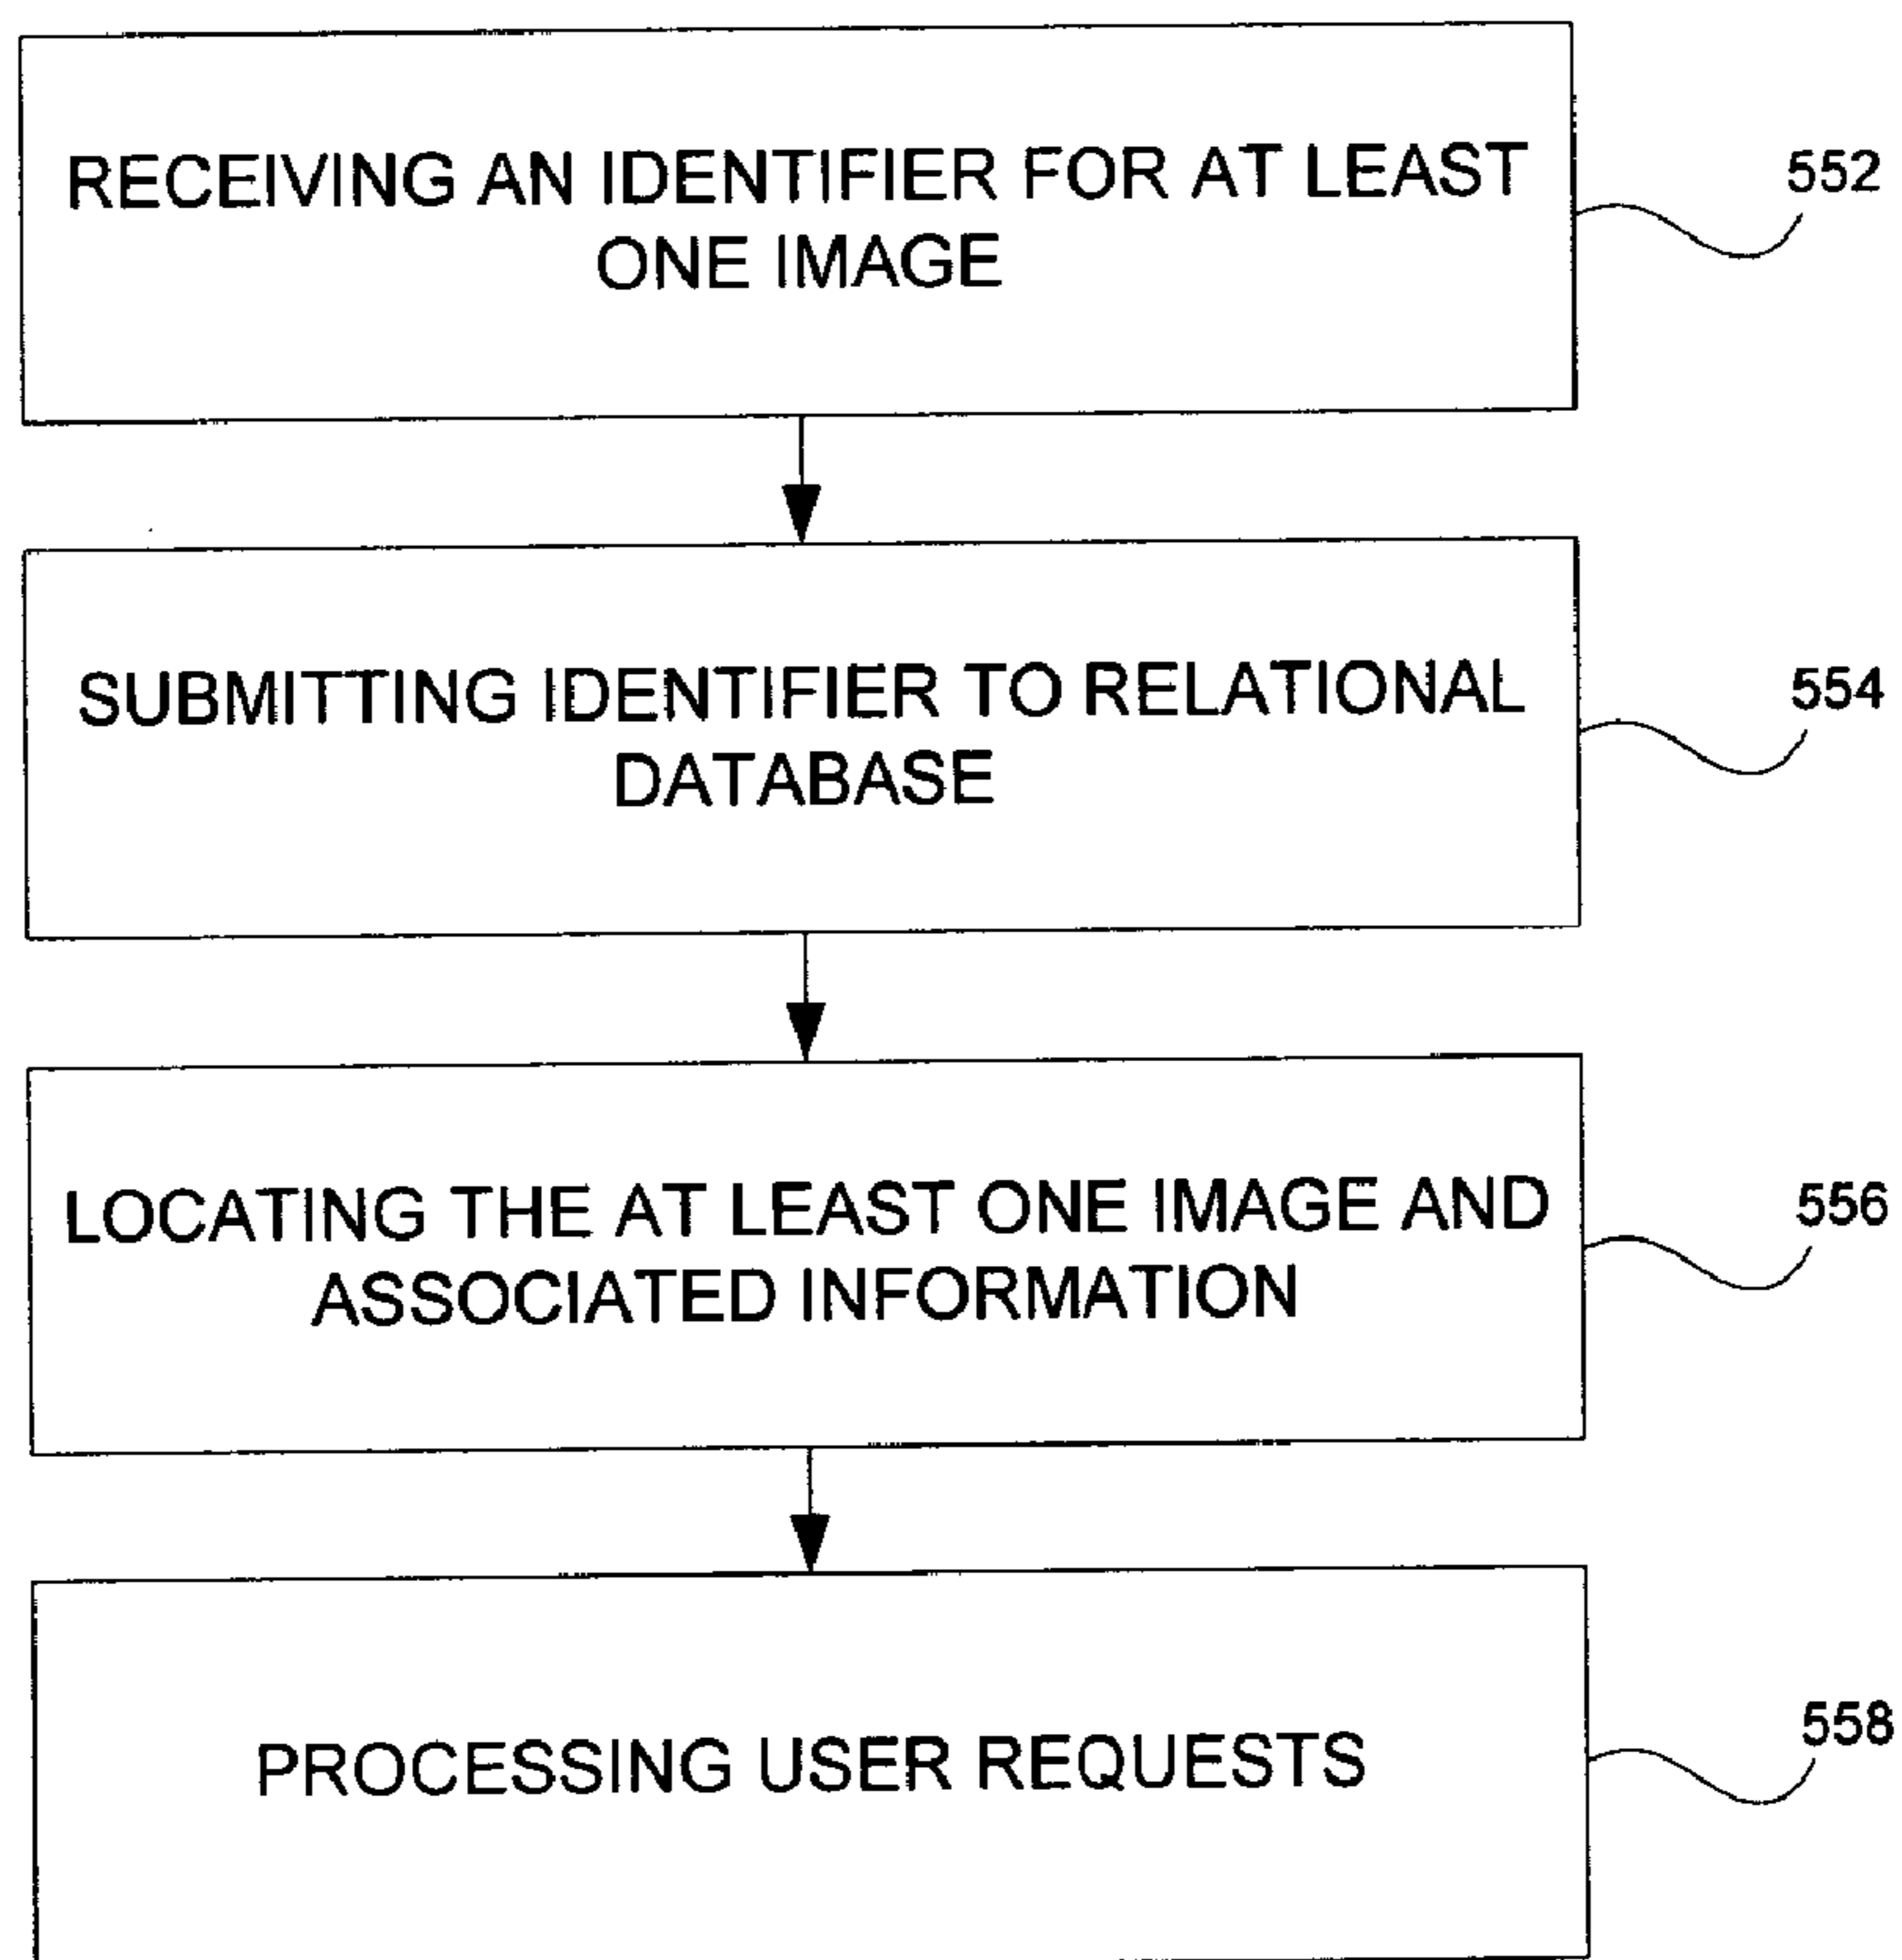 RECEIVING AN IDENTIFIER FOR AT LEAST
ONE IMAGE
552
SUBMITTING IDENTIFIER TO RELATIONAL
DATABASE
554
LOCATING THE AT LEAST ONE IMAGE AND
ASSOCIATED INFORMATION
556
PROCESSING USER REQUESTS
558